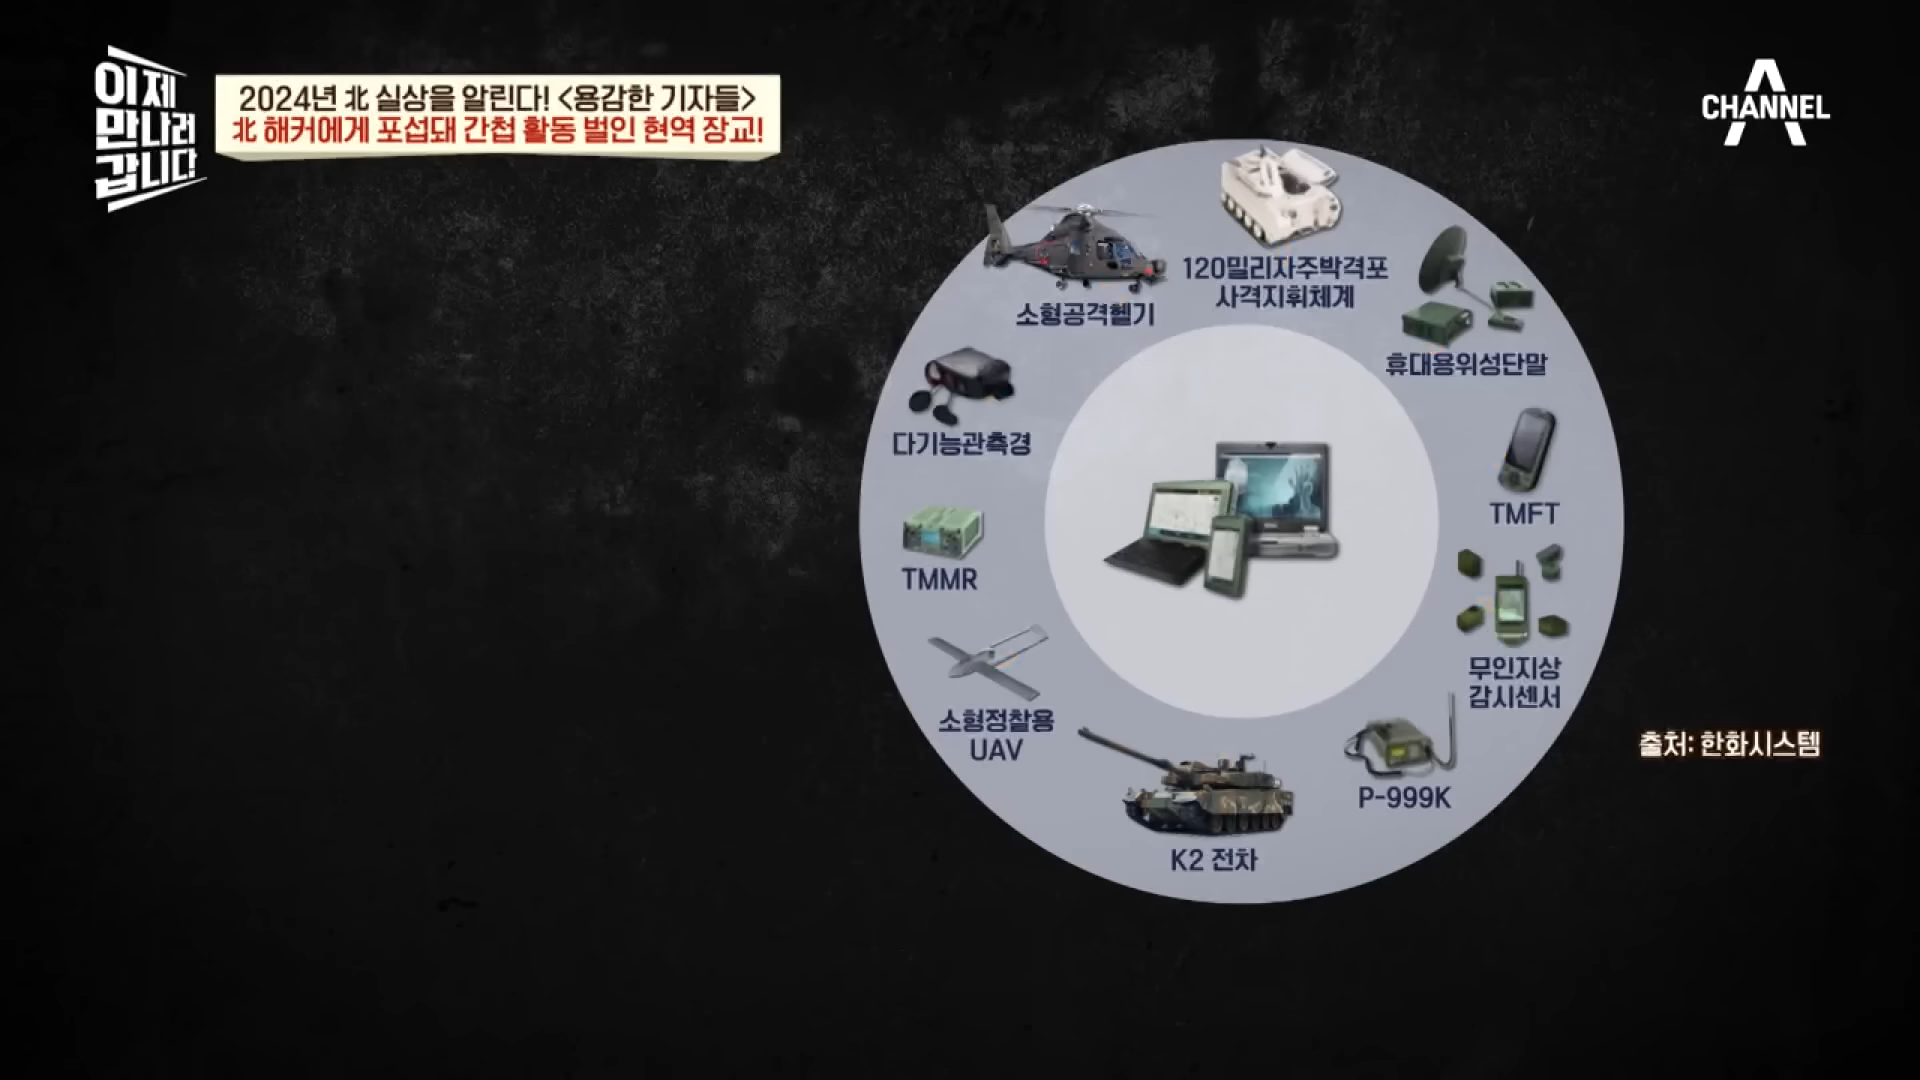 이제
만나러
갑니다
2024년 北 실상을 알린다! <용감한 기자들>
北 해커에게 포섭돼 간첩 활동 벌인 현역 장교!
CHANNEL A
120밀리자주박격포
사격지휘체계
소형공격헬기
휴대용위성단말
다기능관측경
TMFT
TMMR
무인지상
감시센서
소형정찰용
UAV
P-999K
K2 전차
출처: 한화시스템